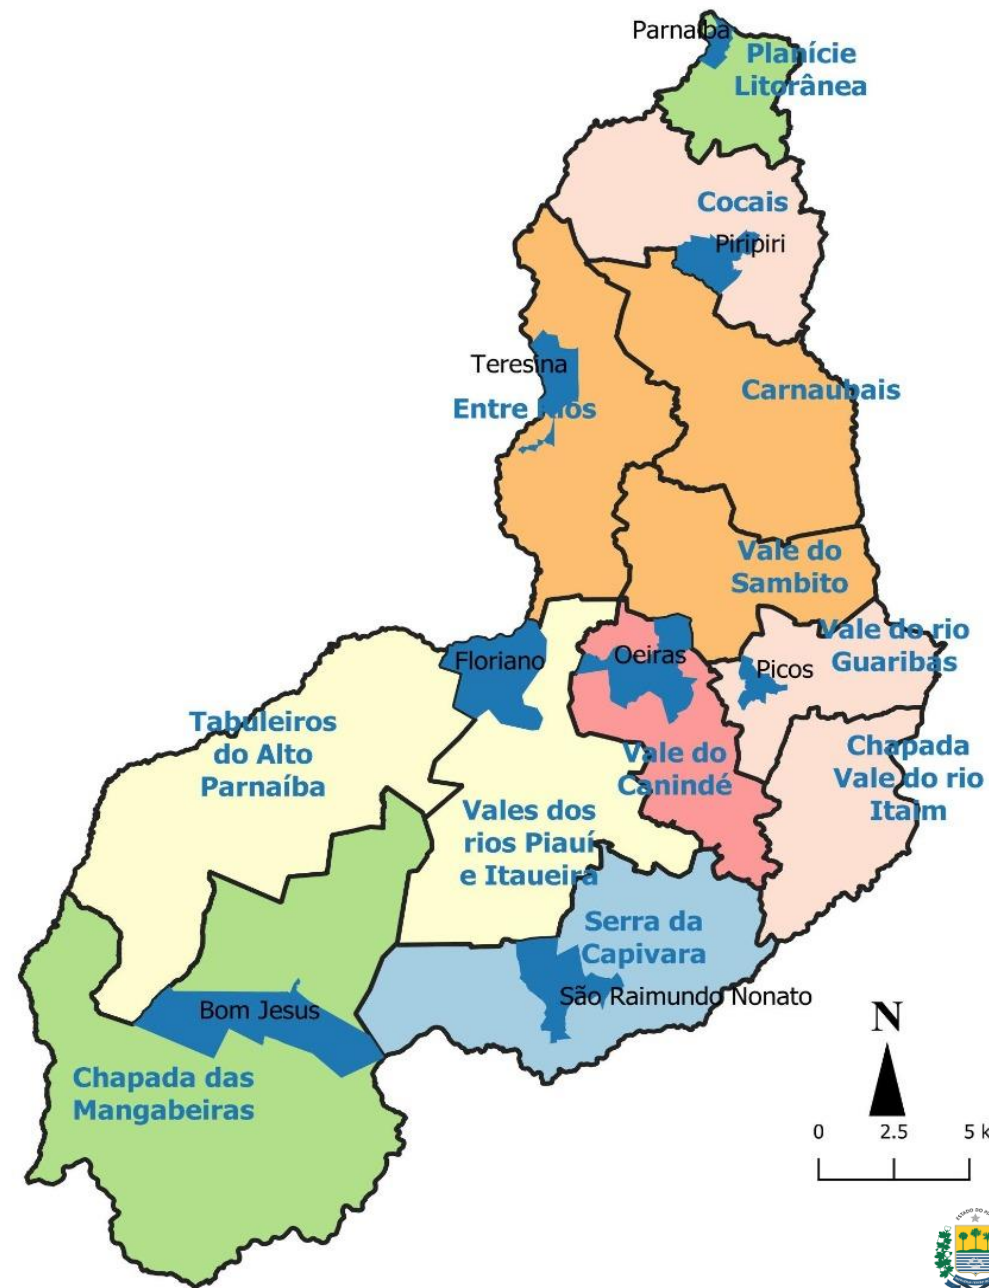 Parnaíba
Planície
Litorânea
Cocais
Piripiri
Teresina
Entre Rios
Carnaubais
Vale do
Sambito
Vale do rio
Guaribas
Floriano
Oeiras
Picos
Tabuleiros
do Alto
Parnaíba
Vale do
Canindé
Chapada
Vale do rio
Itaim
Vales dos
rios Piauí
e Itaueira
Serra da
Capivara
São Raimundo Nonato
Bom Jesus
Chapada das
Mangabeiras
N
0 2.5 5 k